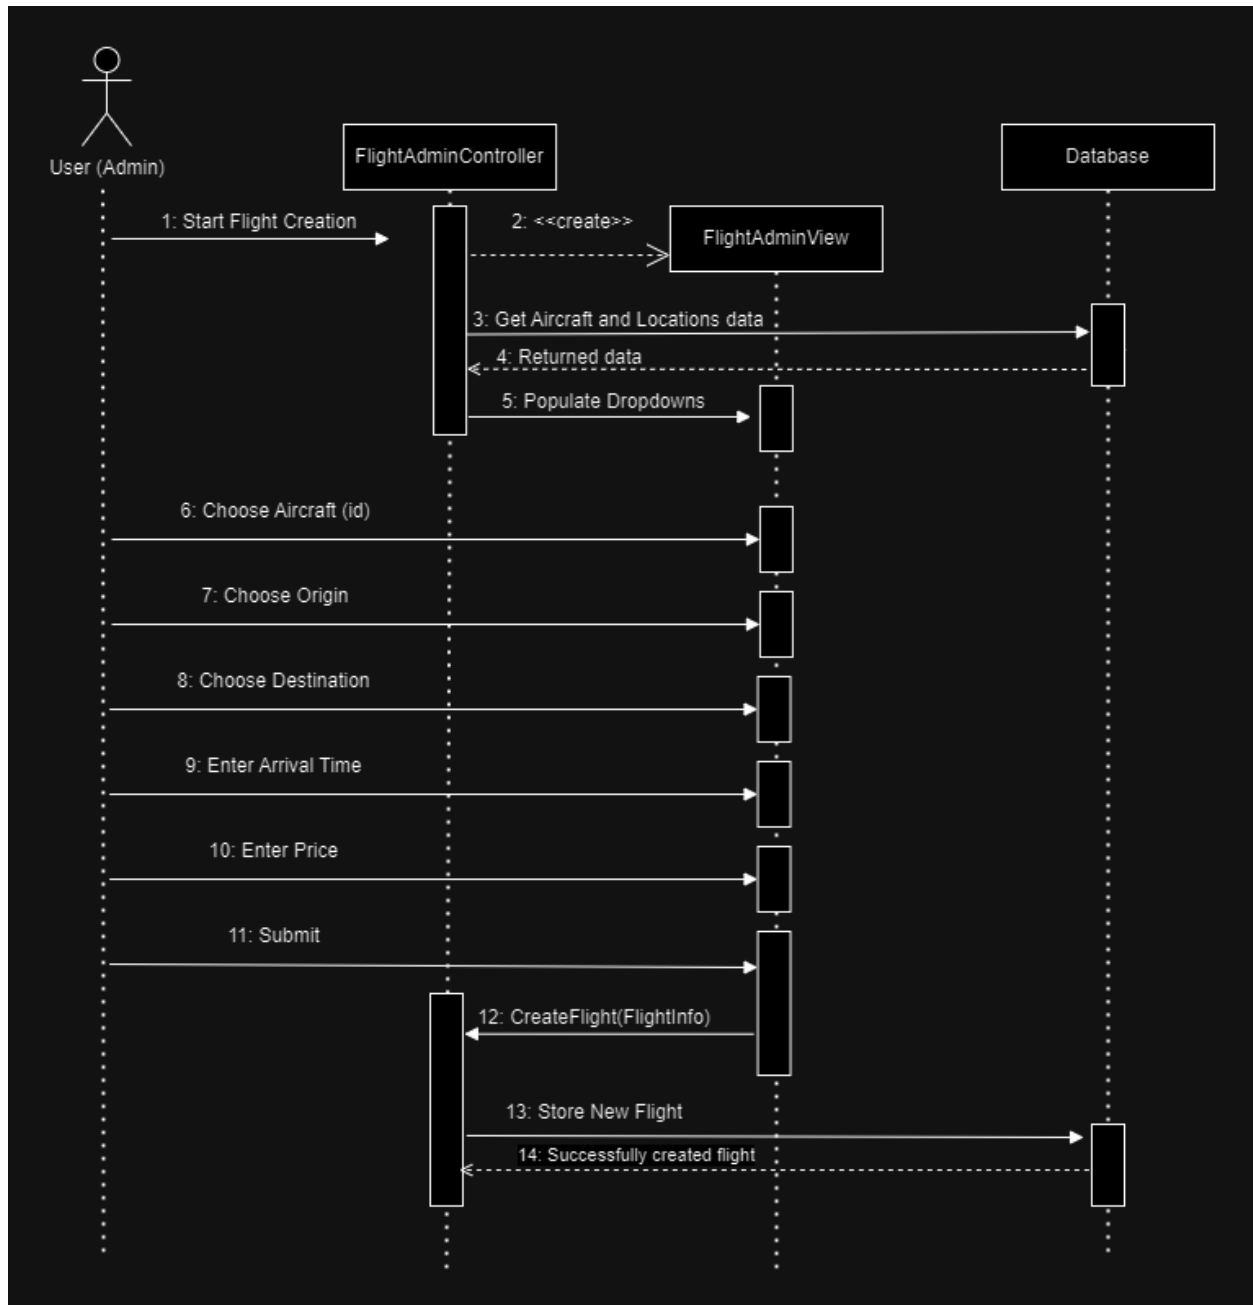 User (Admin)
FlightAdminController
Database
1: Start Flight Creation
2: <<create>>
FlightAdminView
3: Get Aircraft and Locations data
4: Returned data
5: Populate Dropdowns
6: Choose Aircraft (id)
7: Choose Origin
8: Choose Destination
9: Enter Arrival Time
10: Enter Price
11: Submit
12: CreateFlight(FlightInfo)
13: Store New Flight
14: Successfully created flight